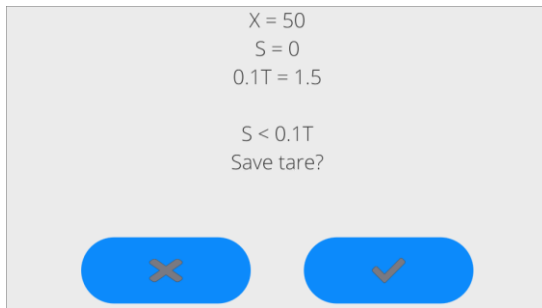 X = 50
S = 0
0.1T = 1.5
S < 0.1T
Save tare?